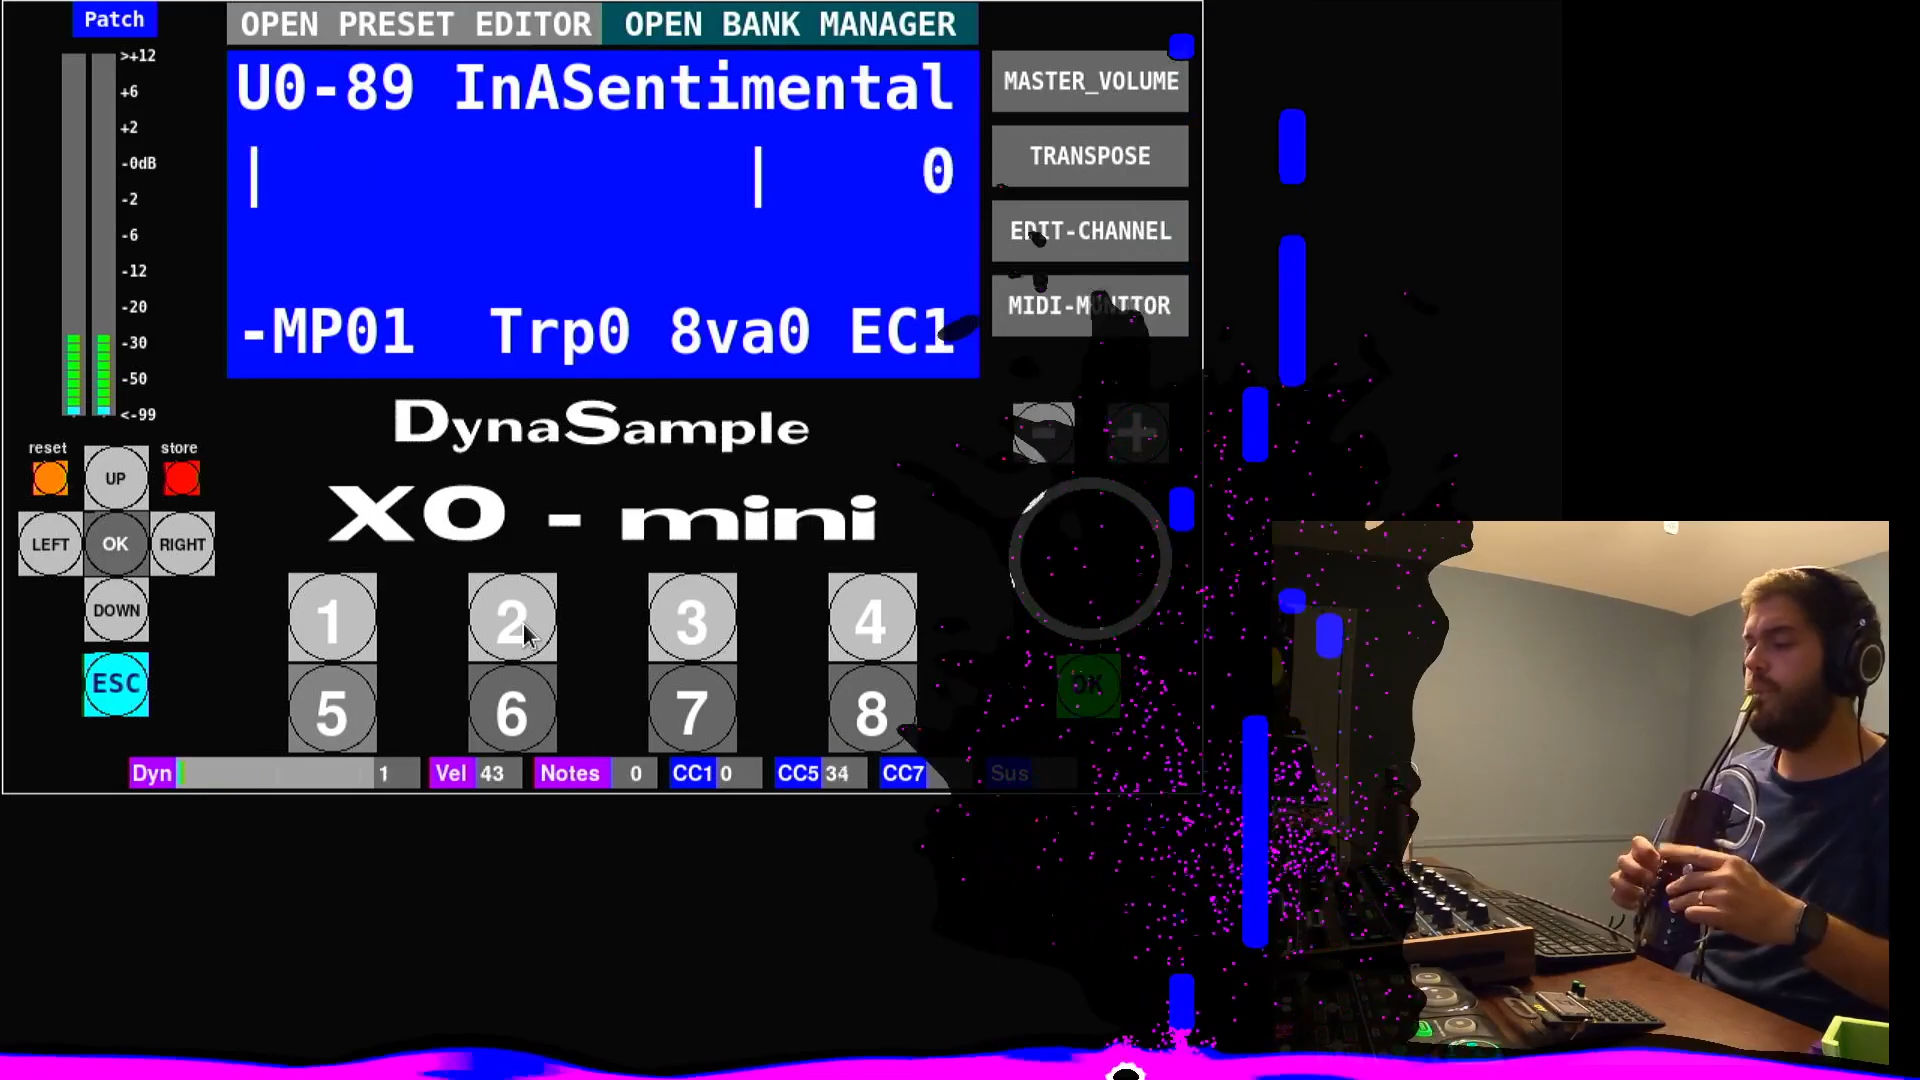 Patch
OPEN PRESET EDITOR OPEN BANK MANAGER
U0-89 InASentimental
| | 0
-MP01 Trp0 8va0 EC1
>+12
+6
+2
-0dB
-2
-6
-12
-20
-30
-50
<-99
MASTER_VOLUME
TRANSPOSE
EDIT-CHANNEL
MIDI-MONITOR
DynaSample
XO - mini
- +
reset store
UP
LEFT OK RIGHT
DOWN
ESC
1 2 3 4
5 6 7 8
OK
Dyn 1 Vel 43 Notes 0 CC1 0 CC5 34 CC7 Sus